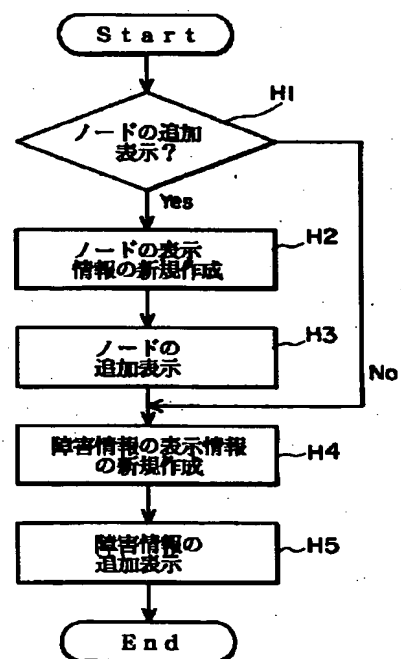 Start
H1
ノードの追加
表示?
Yes
H2
ノードの表示
情報の新規作成
H3
ノードの
追加表示
No
障害情報の表示情報
の新規作成
H4
障害情報の
追加表示
H5
End